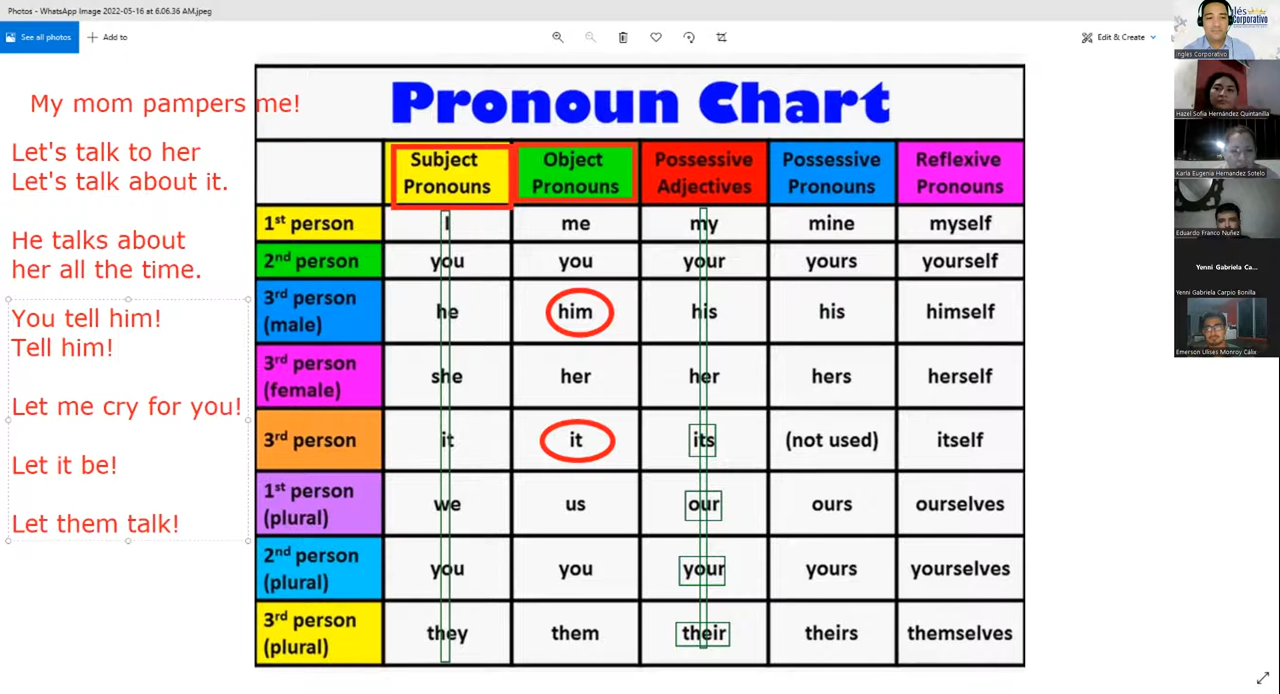 Photos - WhatsApp Image 2022-05-16 at 6.06.36 AM.jpeg
See all photos
Add to
Edit & Create
My mom pampers me!
Let's talk to her
Let's talk about it.
He talks about
her all the time.
You tell him!
Tell him!
Let me cry for you!
Let it be!
Let them talk!
Pronoun Chart
Subject Pronouns Object Pronouns Possessive Adjectives Possessive Pronouns Reflexive Pronouns
1st person I me my mine myself
2nd person you you your yours yourself
3rd person (male) he him his his himself
3rd person (female) she her her hers herself
3rd person it it its (not used) itself
1st person (plural) we us our ours ourselves
2nd person (plural) you you your yours yourselves
3rd person (plural) they them their theirs themselves
glés
Corporativo
Ingles Corporativo
Hazel Sofia Hernández Quintanilla
Karla Eugenia Hernandez Sotelo
Eduardo Franco Nuñez
Yenni Gabriela Ca...
Yenni Gabriela Carpio Bonilla
Emerson Ulises Monroy Cálix